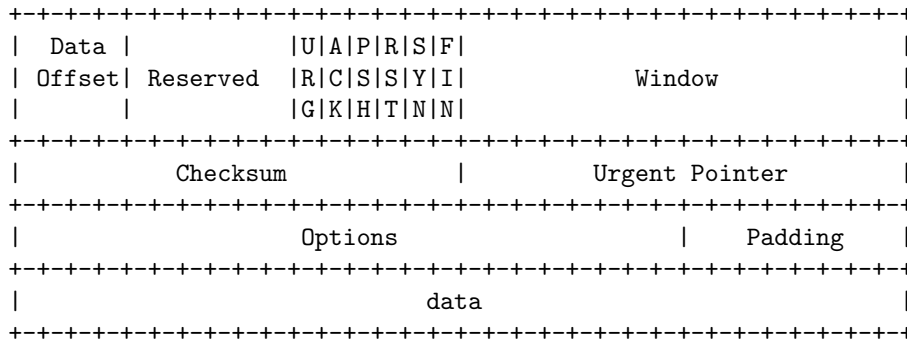 +-+-+-+-+-+-+-+-+-+-+-+-+-+-+-+-+-+-+-+-+-+-+-+-+-+-+-+-+-+-+-+-+
|  Data |           |U|A|P|R|S|F|                               |
| Offset| Reserved  |R|C|S|S|Y|I|            Window             |
|       |           |G|K|H|T|N|N|                               |
+-+-+-+-+-+-+-+-+-+-+-+-+-+-+-+-+-+-+-+-+-+-+-+-+-+-+-+-+-+-+-+-+
|           Checksum            |         Urgent Pointer        |
+-+-+-+-+-+-+-+-+-+-+-+-+-+-+-+-+-+-+-+-+-+-+-+-+-+-+-+-+-+-+-+-+
|                    Options                    |    Padding    |
+-+-+-+-+-+-+-+-+-+-+-+-+-+-+-+-+-+-+-+-+-+-+-+-+-+-+-+-+-+-+-+-+
|                             data                              |
+-+-+-+-+-+-+-+-+-+-+-+-+-+-+-+-+-+-+-+-+-+-+-+-+-+-+-+-+-+-+-+-+